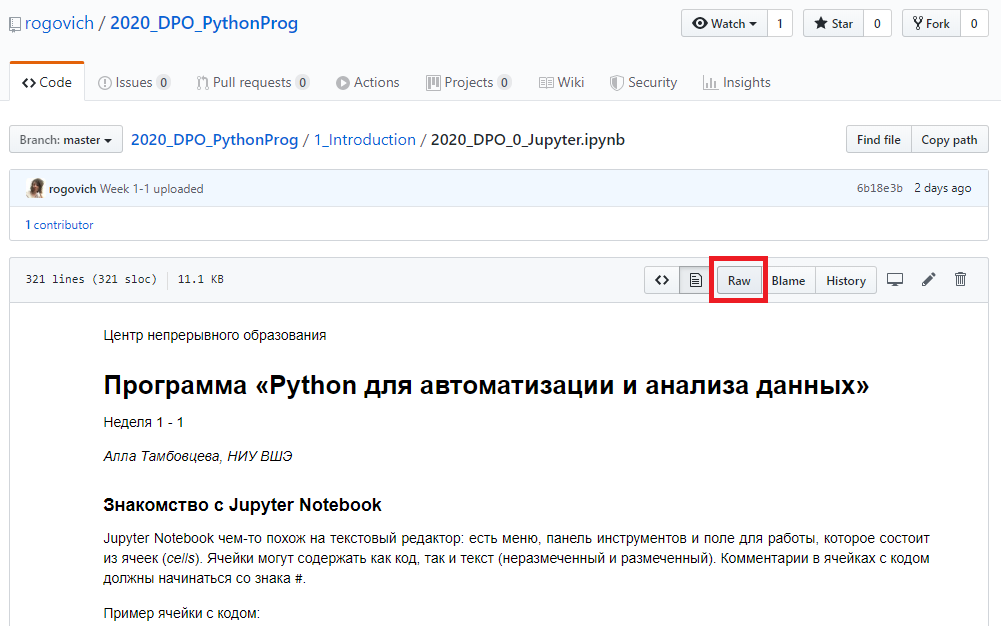 rogovich / 2020_DPO_PythonProg
Watch 1 Star 0 Fork 0
Code Issues 0 Pull requests 0 Actions Projects 0 Wiki Security Insights
Branch: master 2020_DPO_PythonProg / 1_Introduction / 2020_DPO_0_Jupyter.ipynb Find file Copy path
rogovich Week 1-1 uploaded 6b18e3b 2 days ago
1 contributor
321 lines (321 sloc) 11.1 KB <> Raw Blame History
Центр непрерывного образования
Программа «Python для автоматизации и анализа данных»
Неделя 1 - 1
Алла Тамбовцева, НИУ ВШЭ
Знакомство с Jupyter Notebook
Jupyter Notebook чем-то похож на текстовый редактор: есть меню, панель инструментов и поле для работы, которое состоит
из ячеек (cells). Ячейки могут содержать как код, так и текст (неразмеченный и размеченный). Комментарии в ячейках с кодом
должны начинаться со знака #.
Пример ячейки с кодом: